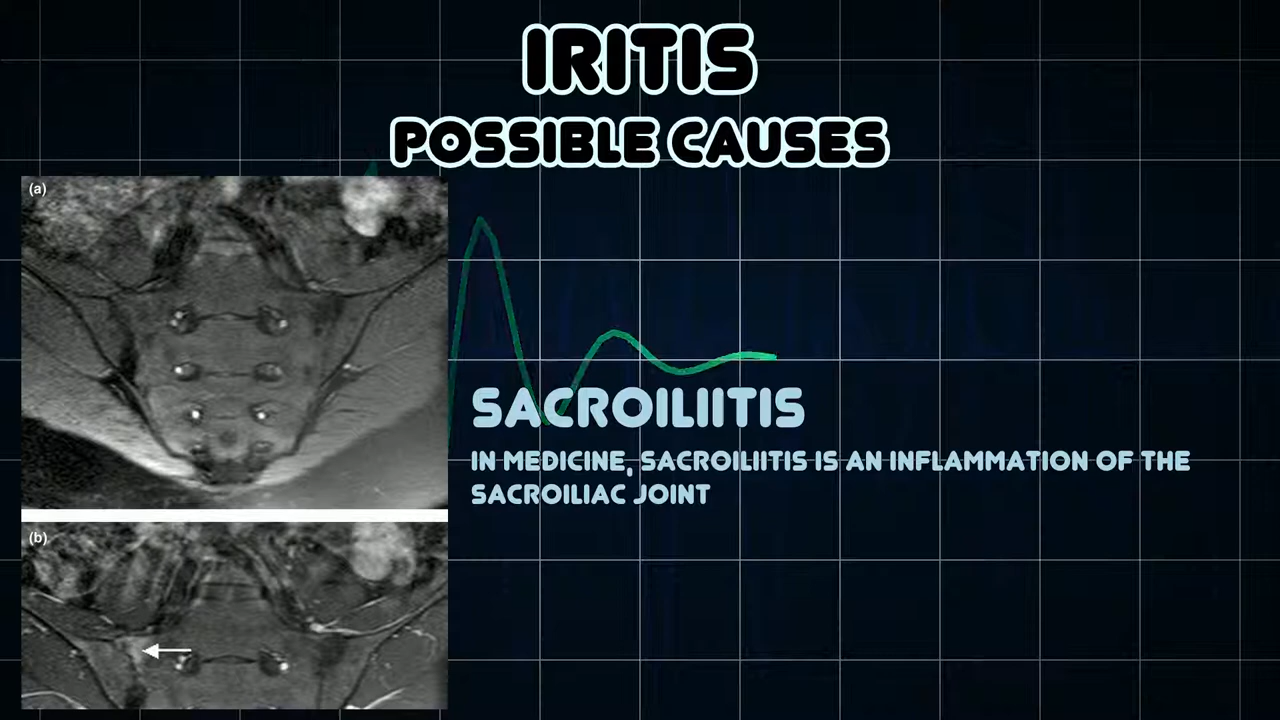 IRITIS
POSSIBLE CAUSES
(a)
SACROILIITIS
IN MEDICINE, SACROILIITIS IS AN INFLAMMATION OF THE
SACROILIAC JOINT
(b)